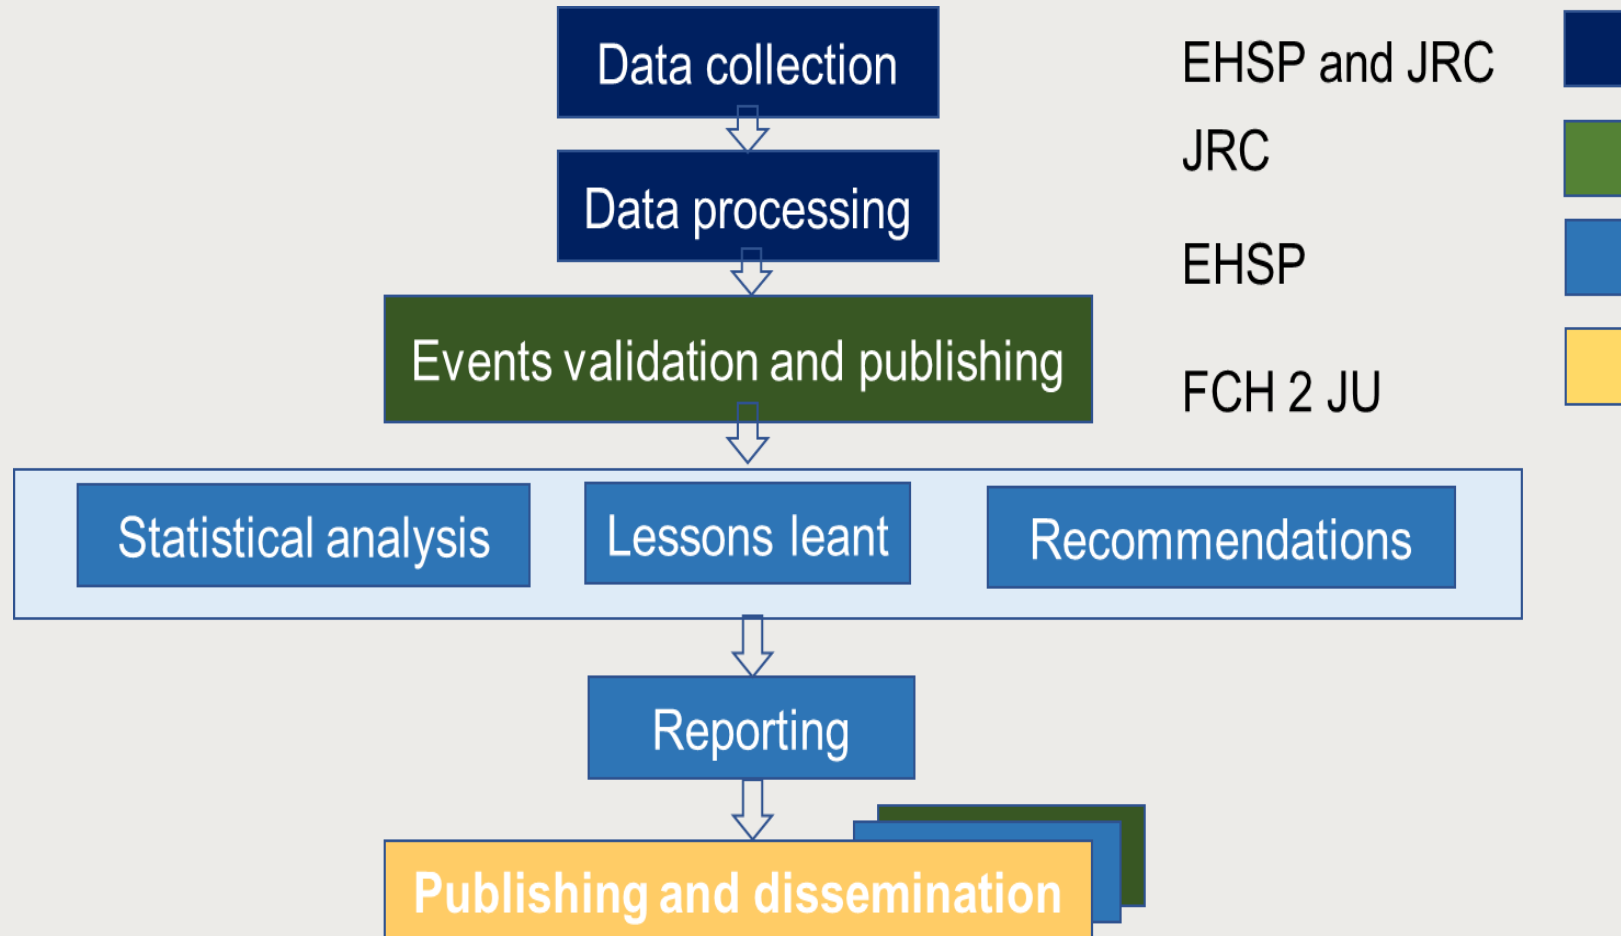 Data collection
Data processing
Events validation and publishing
Statistical analysis
Lessons leant
Recommendations
Reporting
Publishing and dissemination
EHSP and JRC
JRC
EHSP
FCH 2 JU